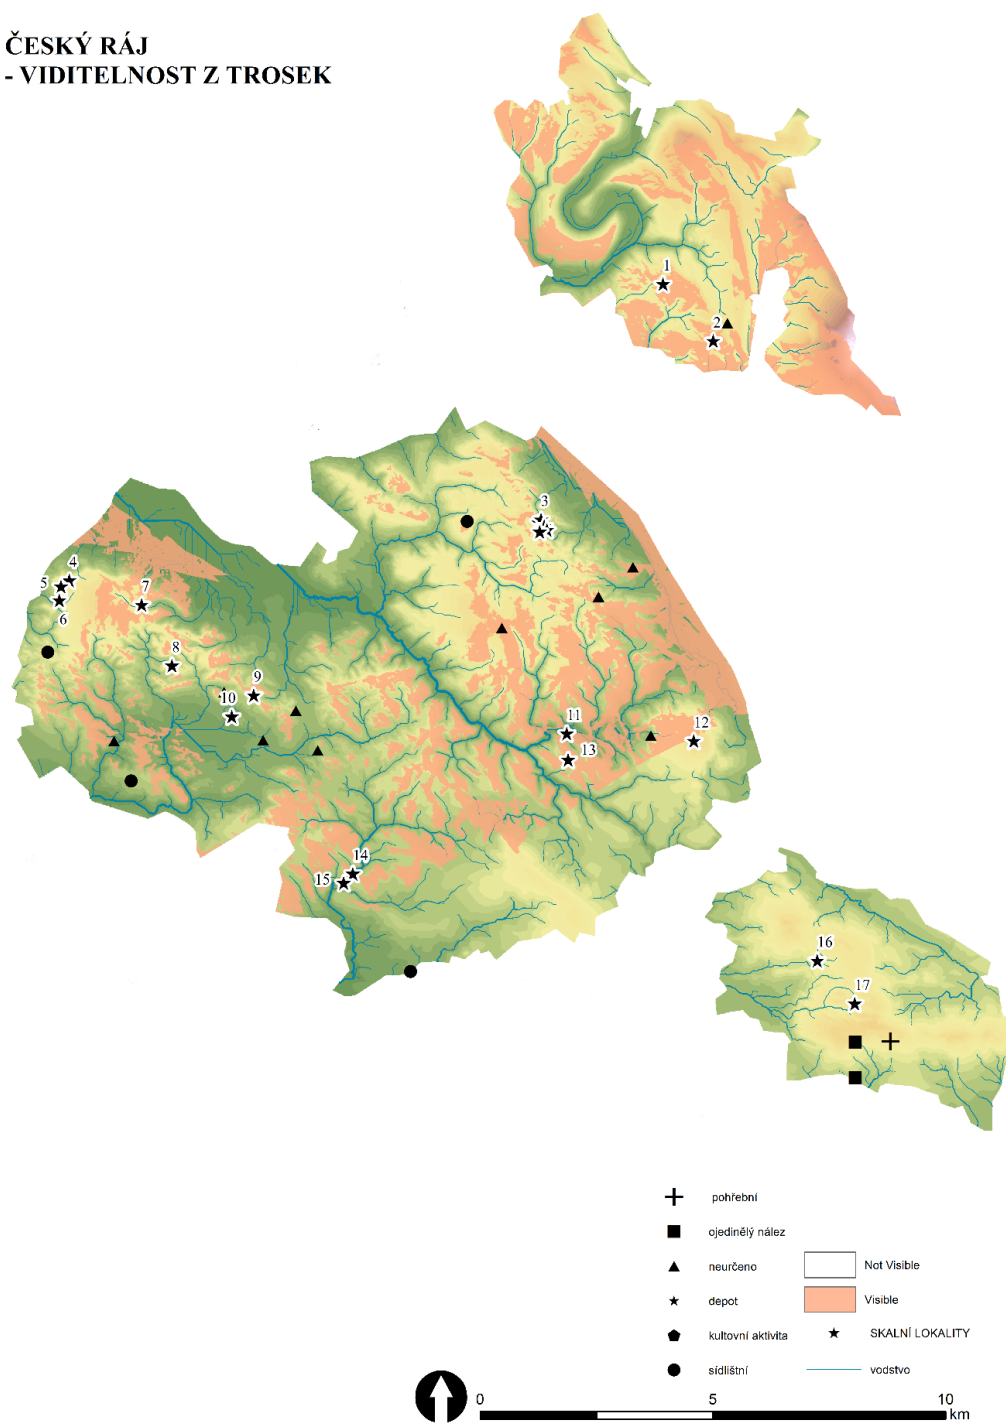 ČESKÝ RÁJ
- VIDITELNOST Z TROSEK
1
2
3
4
5
6
7
8
9
10
11
12
13
14
15
16
17
pohřební
ojedinělý nález
neurčeno
depot
kultovní aktivita
sídlištní
Not Visible
Visible
SKALNÍ LOKALITY
vodstvo
0 5 10
km